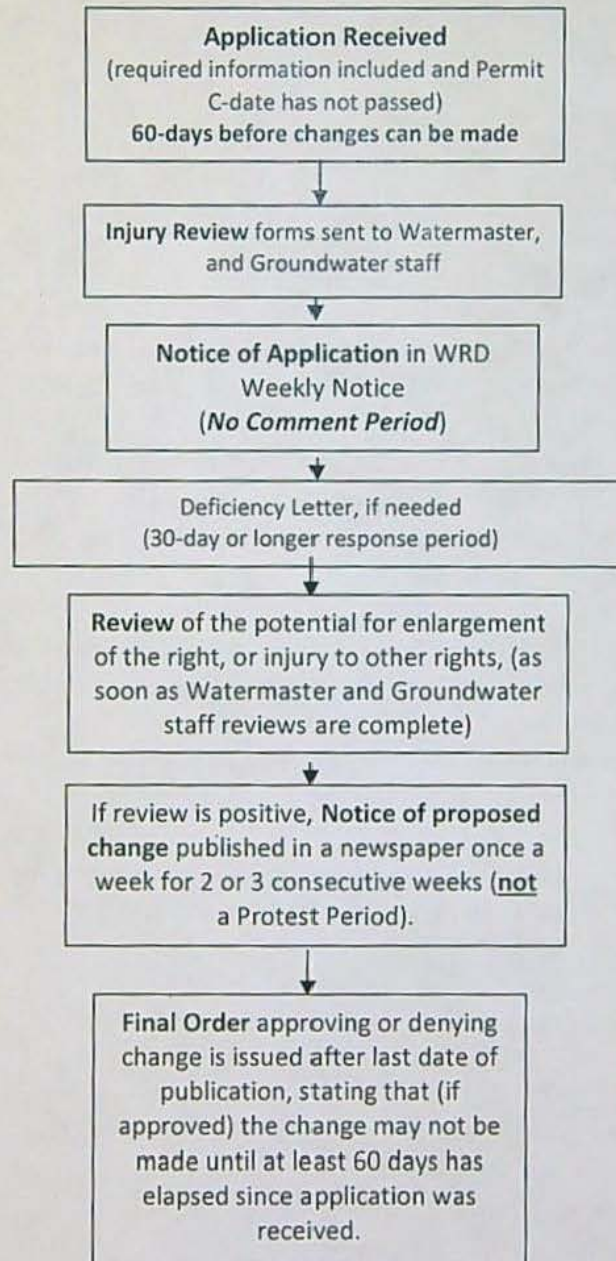 Application Received
(required information included and Permit
C-date has not passed)
60-days before changes can be made
Injury Review forms sent to Watermaster,
and Groundwater staff
Notice of Application in WRD
Weekly Notice
(No Comment Period)
Deficiency Letter, if needed
(30-day or longer response period)
Review of the potential for enlargement
of the right, or injury to other rights, (as
soon as Watermaster and Groundwater
staff reviews are complete)
If review is positive, Notice of proposed
change published in a newspaper once a
week for 2 or 3 consecutive weeks (not
a Protest Period).
Final Order approving or denying
change is issued after last date of
publication, stating that (if
approved) the change may not be
made until at least 60 days has
elapsed since application was
received.